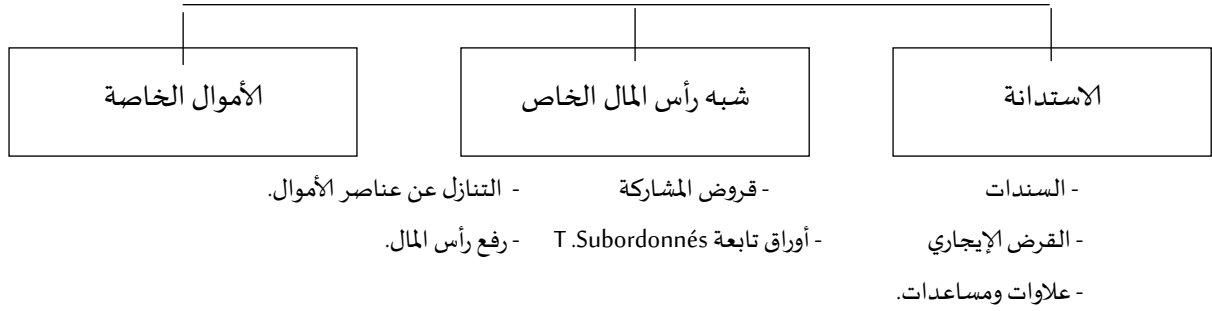 الاستدانة
شبه رأس المال الخاص
الأموال الخاصة
- السندات
- القرض الإيجاري
- علاوات ومساعدات.
- قروض المشاركة
- أوراق تابعة T .Subordonnés
- التنازل عن عناصر الأموال.
- رفع رأس المال.